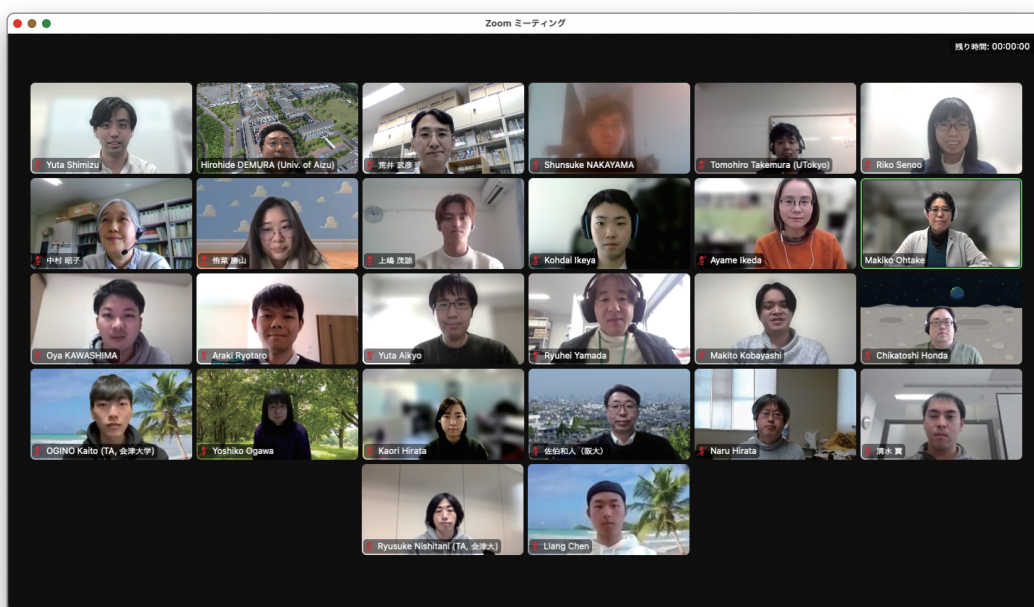 Zoom ミーティング
残り時間: 00:00:00
Yuta Shimizu
Hirohide DEMURA (Univ. of Aizu)
荒井 武彦
Shunsuke NAKAYAMA
Tomohiro Takemura (UTokyo)
Riko Senoo
中村 昭子
侑菜 勝山
上嶋 茂諒
Kohdai Ikeya
Ayame Ikeda
Makiko Ohtake
Oya KAWASHIMA
Araki Ryotaro
Yuta Aikyo
Ryuhei Yamada
Makito Kobayashi
Chikatoshi Honda
OGINO Kaito (TA, 会津大学)
Yoshiko Ogawa
Kaori Hirata
佐伯和人（阪大）
Naru Hirata
清水 翼
Ryusuke Nishitani (TA, 会津大)
Liang Chen